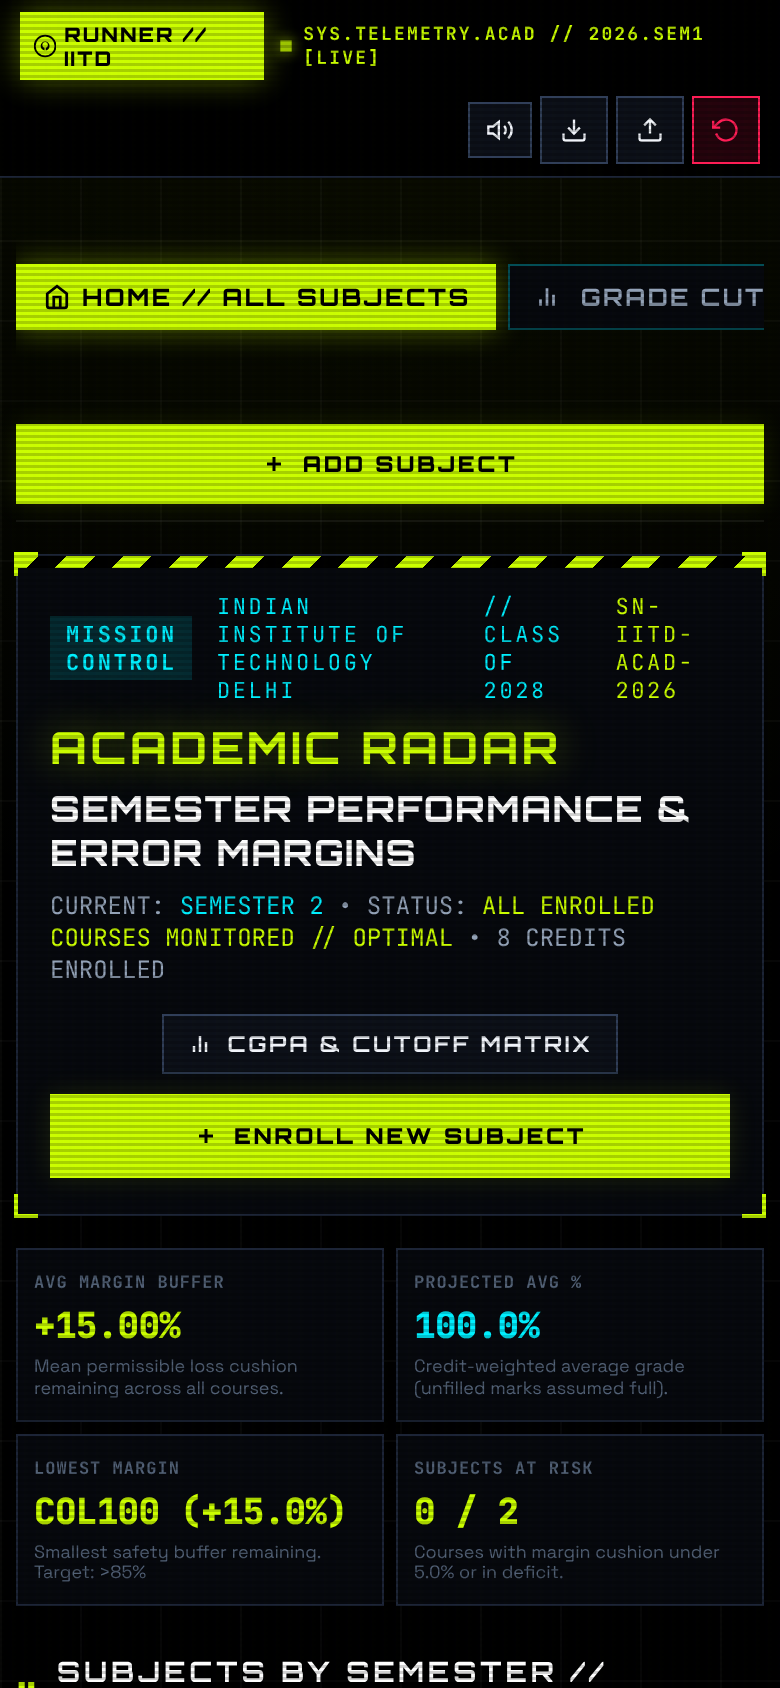 RUNNER //
IITD
SYS.TELEMETRY.ACAD // 2026.SEM1
[LIVE]
HOME // ALL SUBJECTS
GRADE CUT
+ ADD SUBJECT
MISSION
CONTROL
INDIAN
INSTITUTE OF
TECHNOLOGY
DELHI
//
CLASS
OF
2028
SN-
IITD-
ACAD-
2026
ACADEMIC RADAR
SEMESTER PERFORMANCE &
ERROR MARGINS
CURRENT: SEMESTER 2 • STATUS: ALL ENROLLED
COURSES MONITORED // OPTIMAL • 8 CREDITS
ENROLLED
CGPA & CUTOFF MATRIX
+ ENROLL NEW SUBJECT
AVG MARGIN BUFFER
+15.00%
Mean permissible loss cushion
remaining across all courses.
PROJECTED AVG %
100.0%
Credit-weighted average grade
(unfilled marks assumed full).
LOWEST MARGIN
COL100 (+15.0%)
Smallest safety buffer remaining.
Target: >85%
SUBJECTS AT RISK
0 / 2
Courses with margin cushion under
5.0% or in deficit.
SUBJECTS BY SEMESTER //